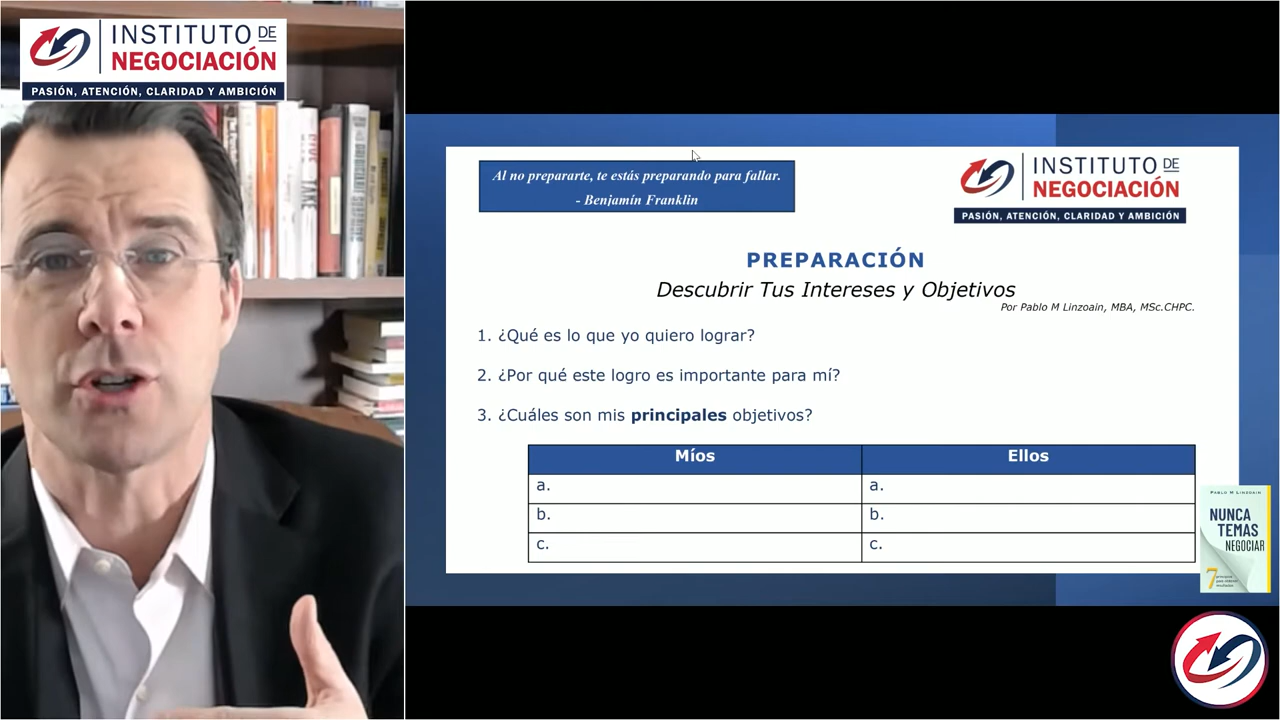 INSTITUTO DE
NEGOCIACIÓN
PASIÓN, ATENCIÓN, CLARIDAD Y AMBICIÓN
Al no prepararte, te estás preparando para fallar.
- Benjamín Franklin
INSTITUTO DE
NEGOCIACIÓN
PASIÓN, ATENCIÓN, CLARIDAD Y AMBICIÓN
PREPARACIÓN
Descubrir Tus Intereses y Objetivos
Por Pablo M Linzoain, MBA, MSc.CHPC.
1. ¿Qué es lo que yo quiero lograr?
2. ¿Por qué este logro es importante para mí?
3. ¿Cuáles son mis principales objetivos?
Míos Ellos
a. a.
b. b.
c. c.
PABLO M LINZOAIN
NUNCA
TEMAS
NEGOCIAR
7